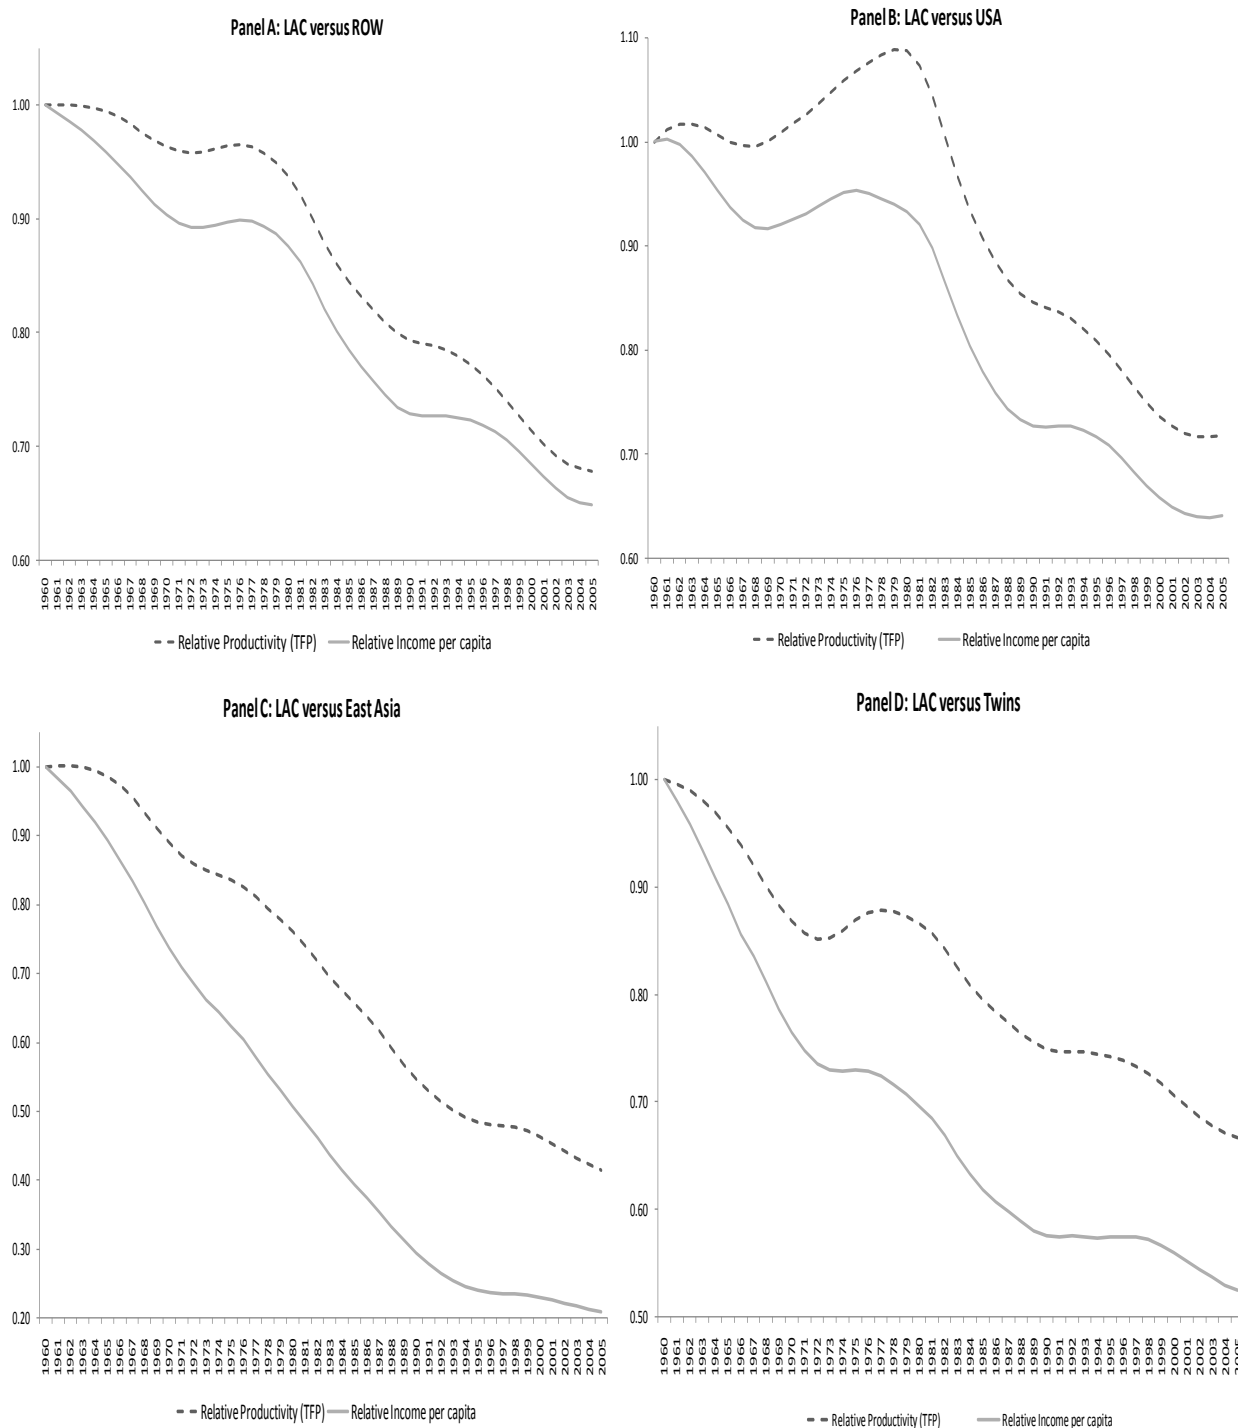 Panel A: LAC versus ROW
1.00
0.90
0.80
0.70
0.60
1960 1961 1962 1963 1964 1965 1966 1967 1968 1969 1970 1971 1972 1973 1974 1975 1976 1977 1978 1979 1980 1981 1982 1983 1984 1985 1986 1987 1988 1989 1990 1991 1992 1993 1994 1995 1996 1997 1998 1999 2000 2001 2002 2003 2004 2005
Relative Productivity (TFP) Relative Income per capita
Panel B: LAC versus USA
1.10
1.00
0.90
0.80
0.70
0.60
1960 1961 1962 1963 1964 1965 1966 1967 1968 1969 1970 1971 1972 1973 1974 1975 1976 1977 1978 1979 1980 1981 1982 1983 1984 1985 1986 1987 1988 1989 1990 1991 1992 1993 1994 1995 1996 1997 1998 1999 2000 2001 2002 2003 2004 2005
Relative Productivity (TFP) Relative Income per capita
Panel C: LAC versus East Asia
1.00
0.90
0.80
0.70
0.60
0.50
0.40
0.30
0.20
1960 1961 1962 1963 1964 1965 1966 1967 1968 1969 1970 1971 1972 1973 1974 1975 1976 1977 1978 1979 1980 1981 1982 1983 1984 1985 1986 1987 1988 1989 1990 1991 1992 1993 1994 1995 1996 1997 1998 1999 2000 2001 2002 2003 2004 2005
Relative Productivity (TFP) Relative Income per capita
Panel D: LAC versus Twins
1.00
0.90
0.80
0.70
0.60
0.50
1960 1961 1962 1963 1964 1965 1966 1967 1968 1969 1970 1971 1972 1973 1974 1975 1976 1977 1978 1979 1980 1981 1982 1983 1984 1985 1986 1987 1988 1989 1990 1991 1992 1993 1994 1995 1996 1997 1998 1999 2000 2001 2002 2003 2004 2005
Relative Productivity (TFP) Relative Income per capita